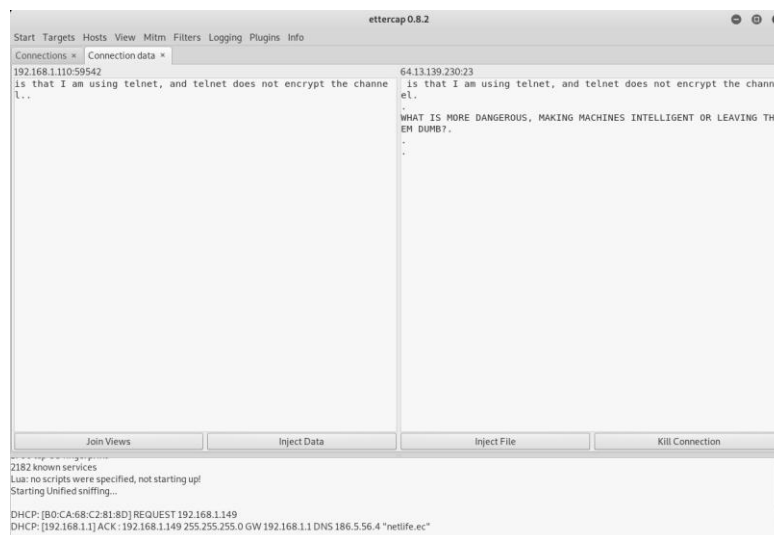 ettercap 0.8.2
Start Targets Hosts View Mitm Filters Logging Plugins Info
Connections × Connection data ×
192.168.1.110:59542
is that I am using telnet, and telnet does not encrypt the channe
l..
64.13.139.230:23
is that I am using telnet, and telnet does not encrypt the chann
el.
.
WHAT IS MORE DANGEROUS, MAKING MACHINES INTELLIGENT OR LEAVING TH
EM DUMB?.
.
.
Join Views Inject Data Inject File Kill Connection
2182 known services
Lua: no scripts were specified, not starting up!
Starting Unified sniffing...
DHCP: [B0:CA:68:C2:81:8D] REQUEST 192.168.1.149
DHCP: [192.168.1.1] ACK : 192.168.1.149 255.255.255.0 GW 192.168.1.1 DNS 186.5.56.4 "netlife.ec"